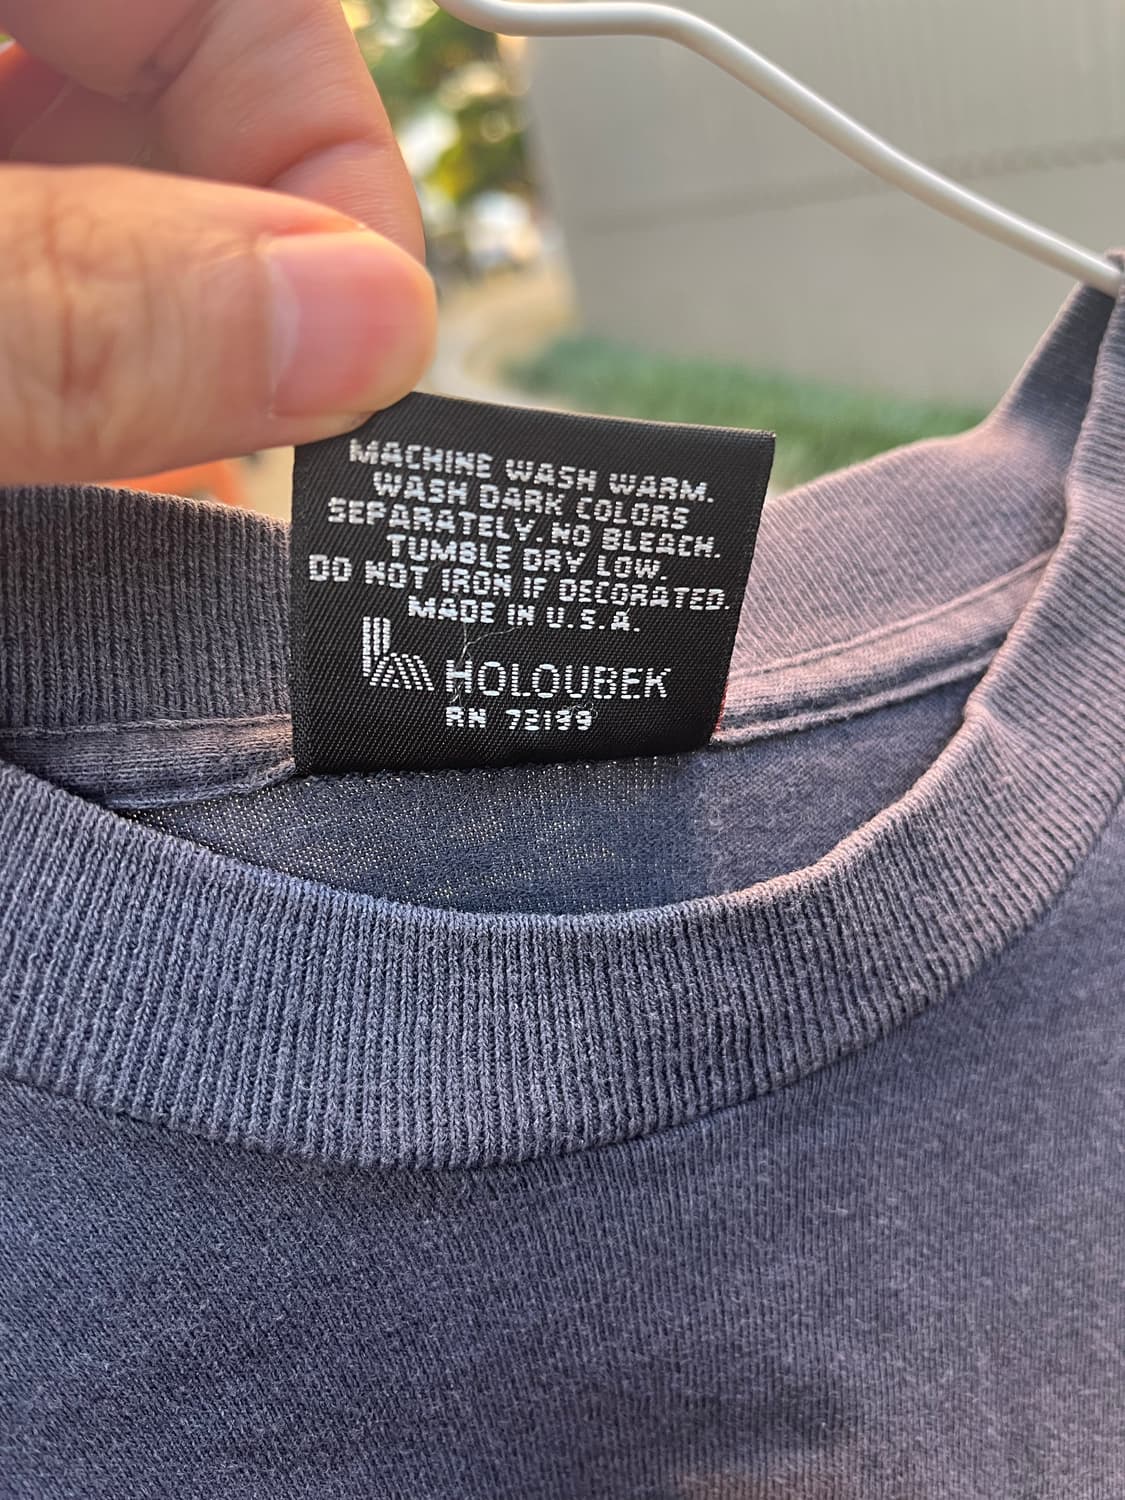 MACHINE WASH WARM.
WASH DARK COLORS
SEPARATELY. NO BLEACH.
TUMBLE DRY LOW.
DO NOT IRON IF DECORATED.
MADE IN U.S.A.
HOLOUBEK
RN 72199